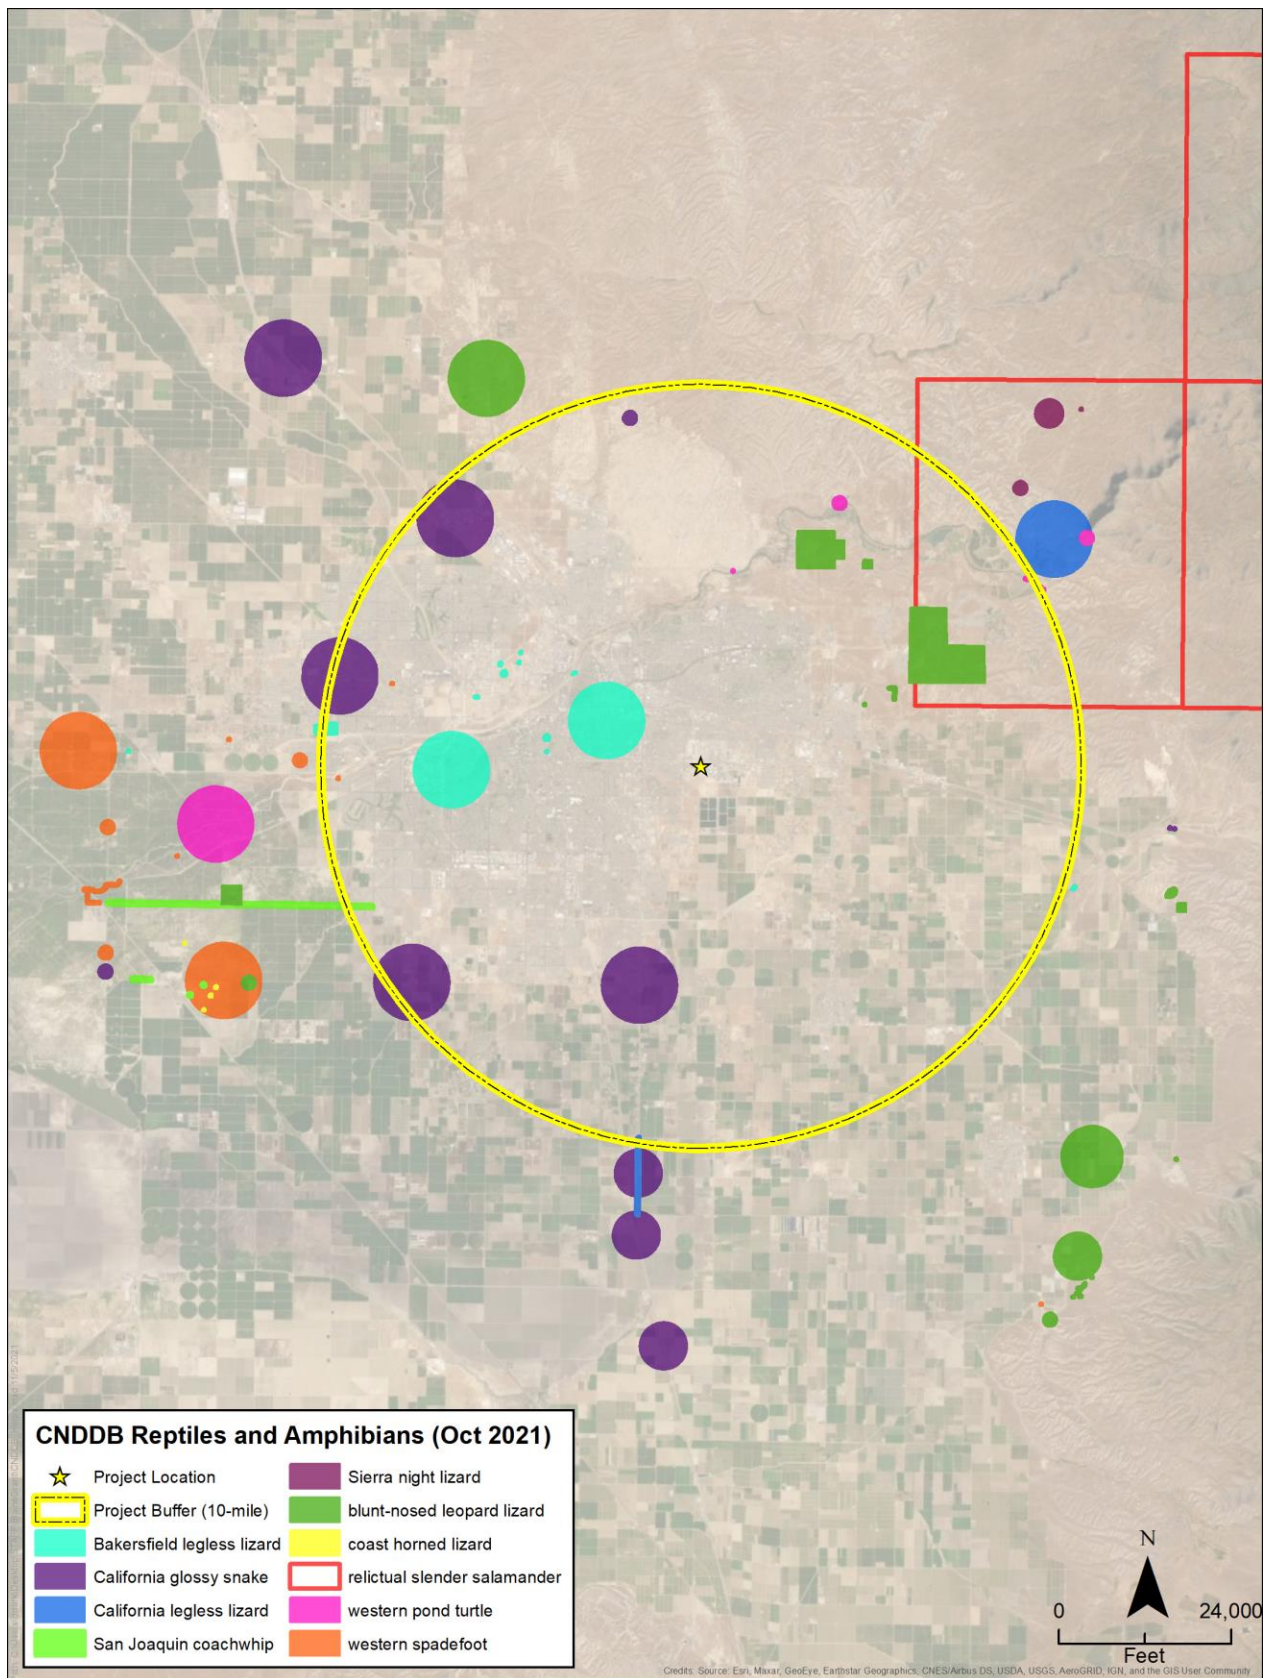 CNDDB Reptiles and Amphibians (Oct 2021)
Project Location
Project Buffer (10-mile)
Bakersfield legless lizard
California glossy snake
California legless lizard
San Joaquin coachwhip
Sierra night lizard
blunt-nosed leopard lizard
coast horned lizard
relictual slender salamander
western pond turtle
western spadefoot
N
0 24,000
Feet
Credits: Source: Esri, Maxar, GeoEye, Earthstar Geographics, CNES/Airbus DS, USDA, USGS, AeroGRID, IGN, and the GIS User Community